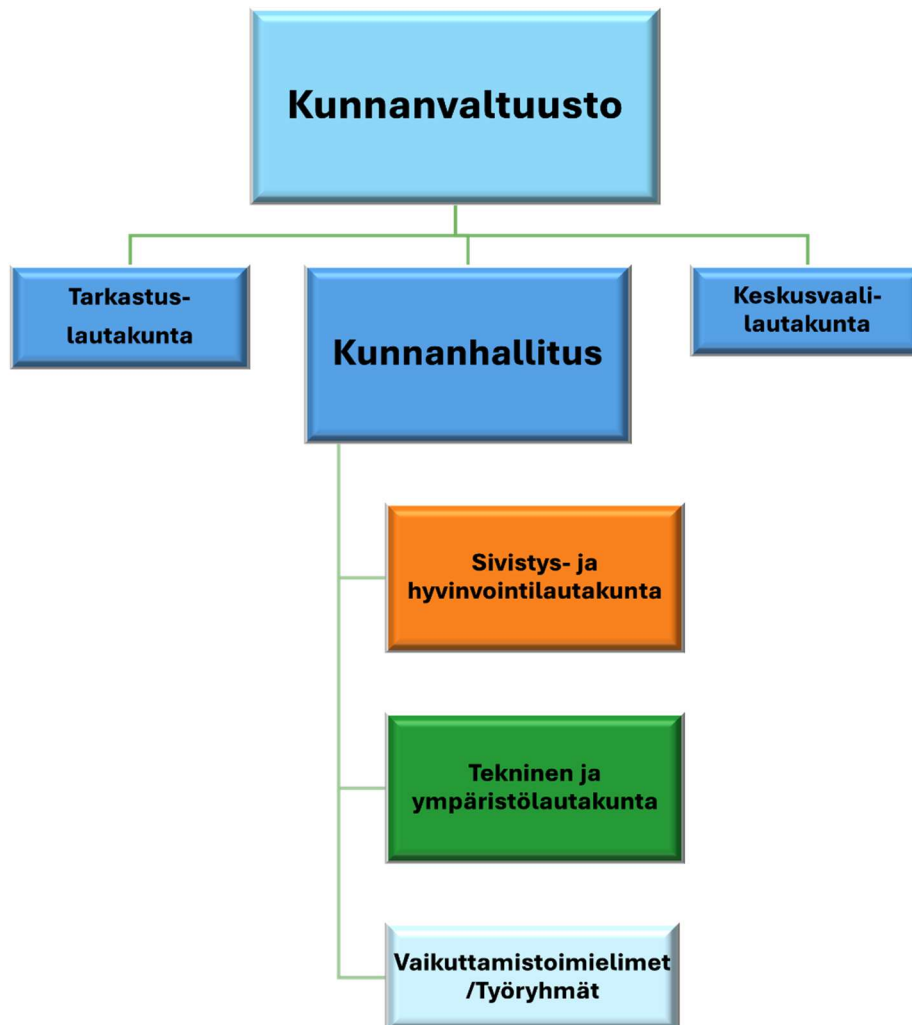 Kunnanvaltuusto
Tarkastus-
lautakunta
Kunnanhallitus
Keskusvaali-
lautakunta
Sivistys- ja
hyvinvointilautakunta
Tekninen ja
ympäristölautakunta
Vaikuttamistoimielimet
/Työryhmät